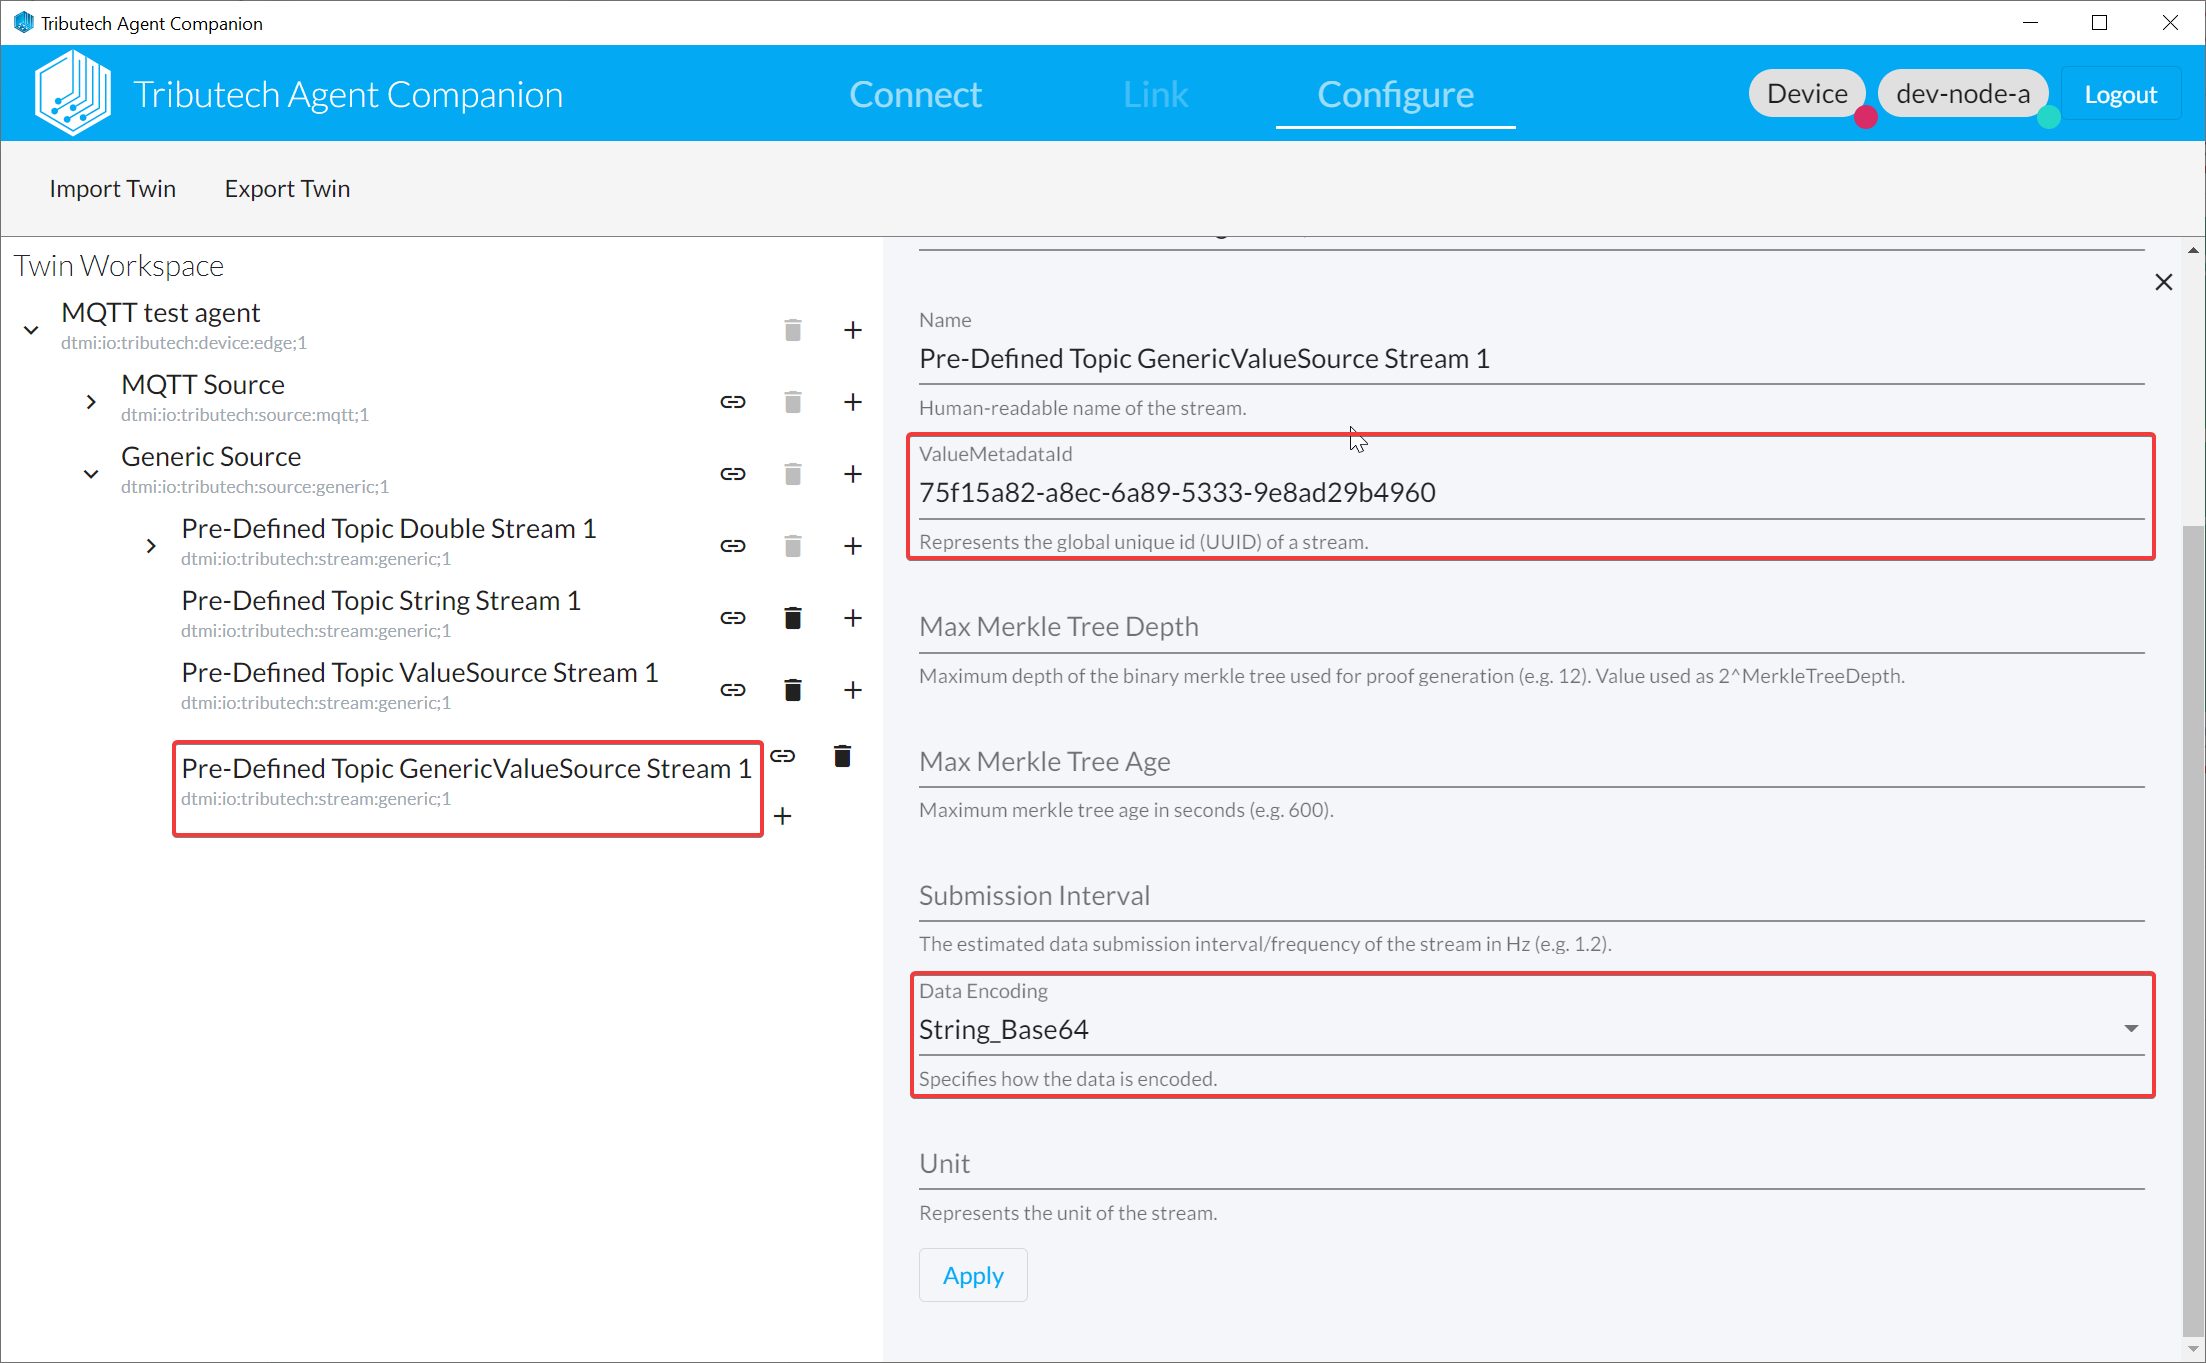 Tributech Agent Companion
Tributech Agent Companion
Connect
Link
Configure
Device
dev-node-a
Logout
Import Twin
Export Twin
Twin Workspace
MQTT test agent
dtmi:io:tributech:device:edge;1
MQTT Source
dtmi:io:tributech:source:mqtt;1
Generic Source
dtmi:io:tributech:source:generic;1
Pre-Defined Topic Double Stream 1
dtmi:io:tributech:stream:generic;1
Pre-Defined Topic String Stream 1
dtmi:io:tributech:stream:generic;1
Pre-Defined Topic ValueSource Stream 1
dtmi:io:tributech:stream:generic;1
Pre-Defined Topic GenericValueSource Stream 1
dtmi:io:tributech:stream:generic;1
Name
Pre-Defined Topic GenericValueSource Stream 1
Human-readable name of the stream.
ValueMetadataId
75f15a82-a8ec-6a89-5333-9e8ad29b4960
Represents the global unique id (UUID) of a stream.
Max Merkle Tree Depth
Maximum depth of the binary merkle tree used for proof generation (e.g. 12). Value used as 2^MerkleTreeDepth.
Max Merkle Tree Age
Maximum merkle tree age in seconds (e.g. 600).
Submission Interval
The estimated data submission interval/frequency of the stream in Hz (e.g. 1.2).
Data Encoding
String_Base64
Specifies how the data is encoded.
Unit
Represents the unit of the stream.
Apply